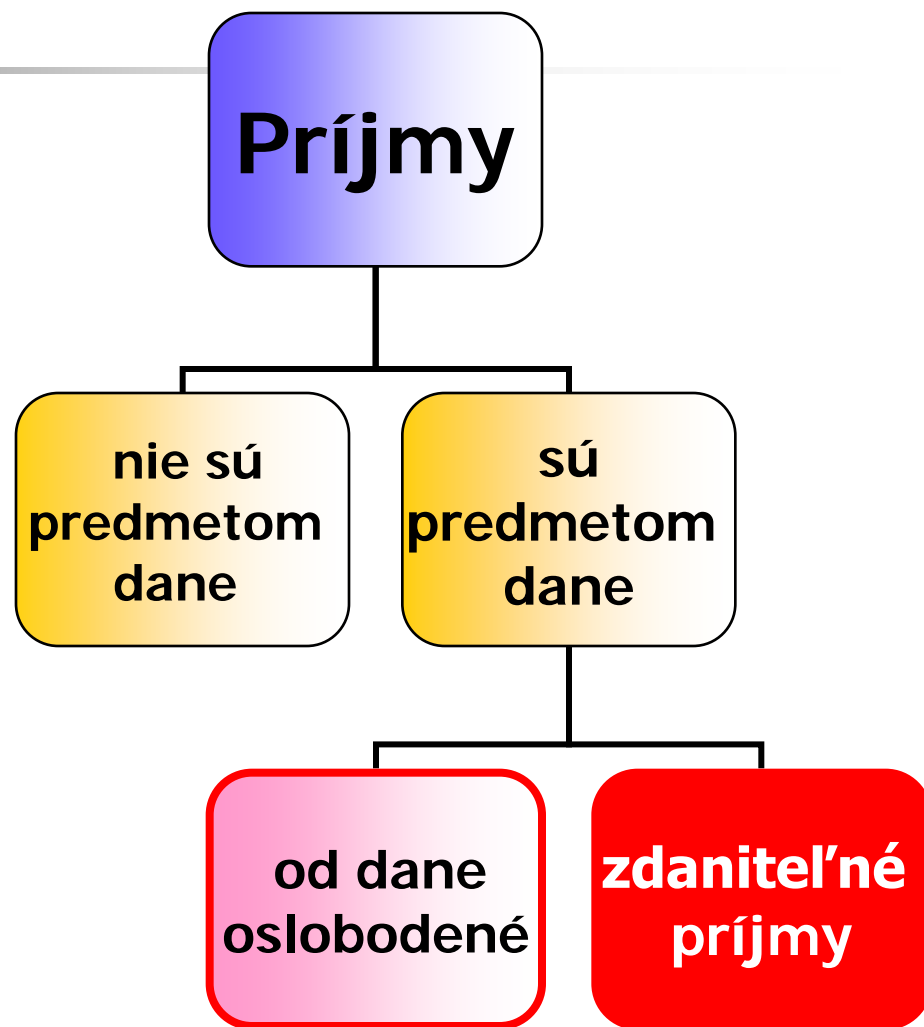 Príjmy
nie sú
predmetom
dane
sú
predmetom
dane
od dane
oslobodené
zdaniteľné
príjmy